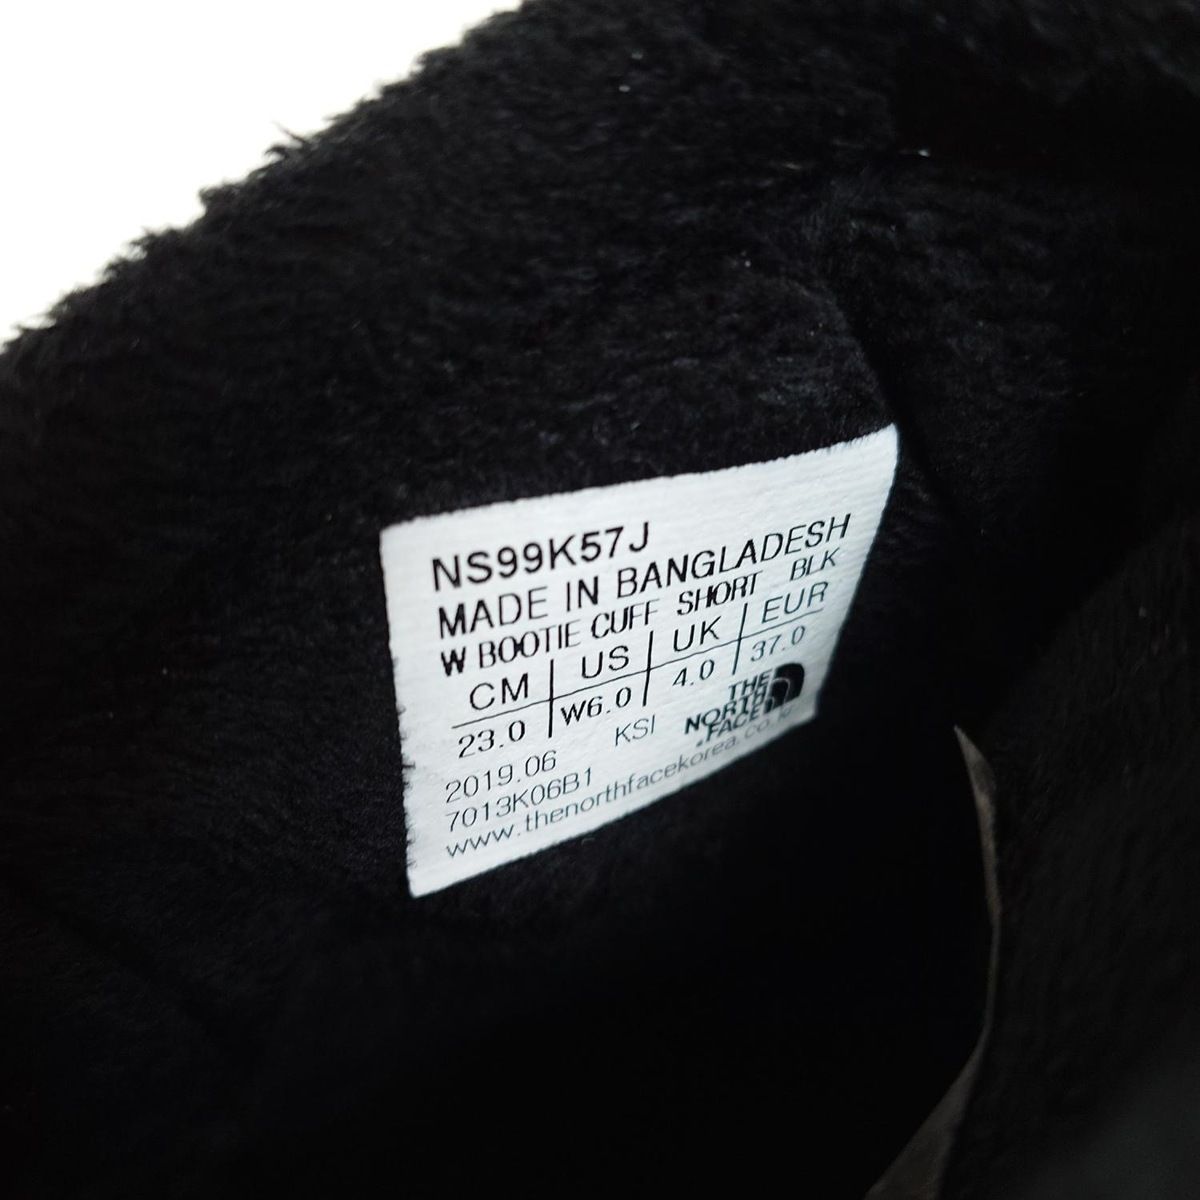 NS99K57J
MADE IN BANGLADESH
W BOOTIE CUFF SHORT BLK
CM US UK EUR
23.0 W6.0 4.0 37.0
2019.06 KSI
7013K06B1
www.thenorthfacekorea.co.kr
THE
NORTH
FACE